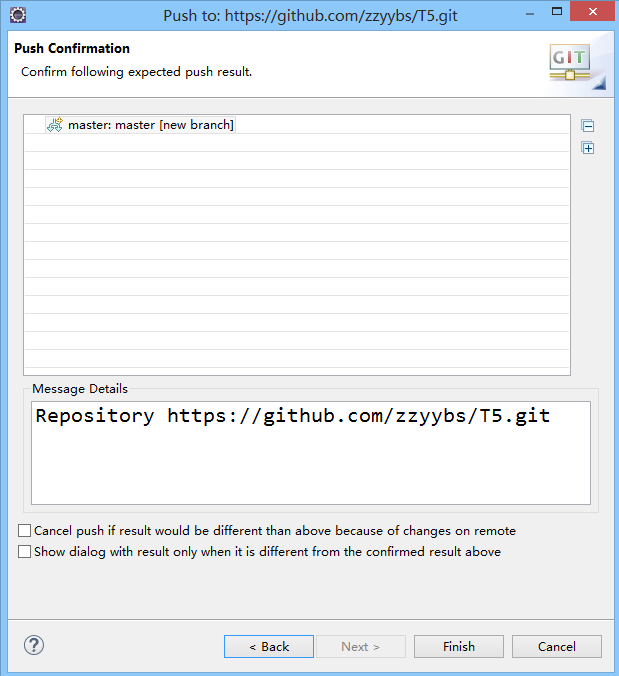 Push to: https://github.com/zzyybs/T5.git
Push Confirmation
Confirm following expected push result.
GIT
master: master [new branch]
Message Details
Repository https://github.com/zzyybs/T5.git
Cancel push if result would be different than above because of changes on remote
Show dialog with result only when it is different from the confirmed result above
?
< Back
Next >
Finish
Cancel